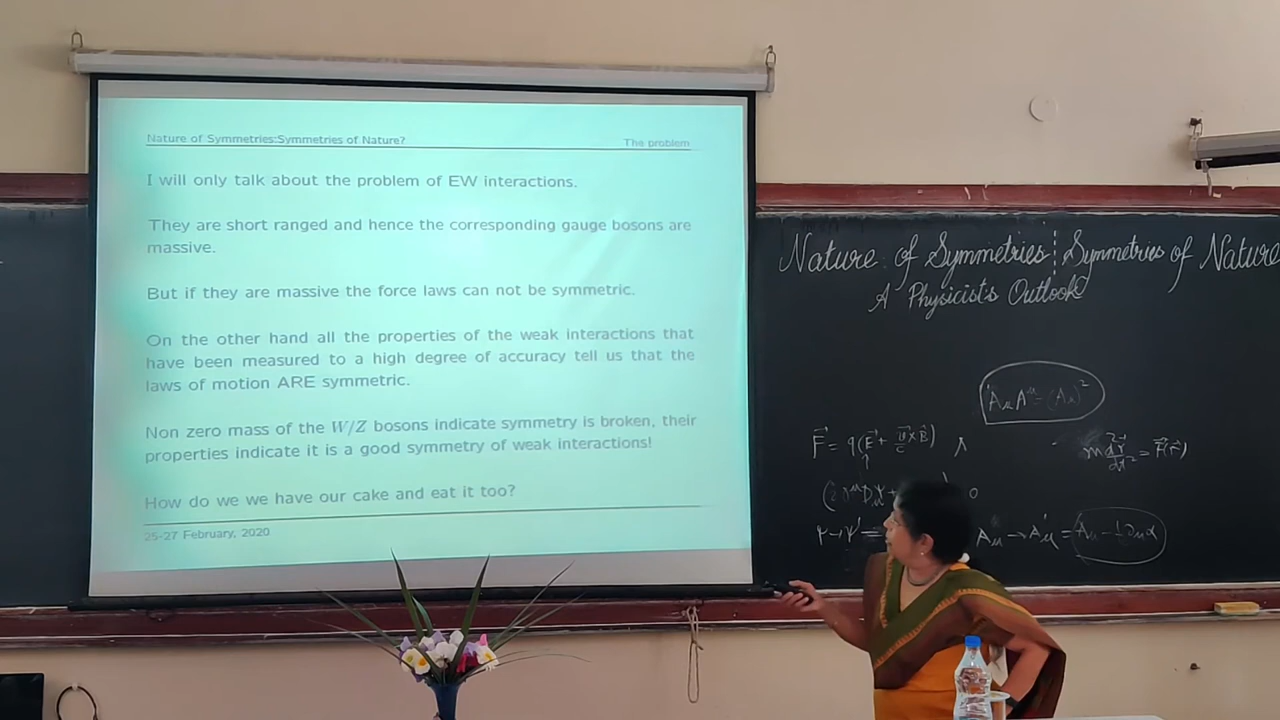 Nature of Symmetries:Symmetries of Nature?
The problem
I will only talk about the problem of EW interactions.
They are short ranged and hence the corresponding gauge bosons are
massive.
But if they are massive the force laws can not be symmetric.
On the other hand all the properties of the weak interactions that
have been measured to a high degree of accuracy tell us that the
laws of motion ARE symmetric.
Non zero mass of the W/Z bosons indicate symmetry is broken, their
properties indicate it is a good symmetry of weak interactions!
How do we we have our cake and eat it too?
25-27 February, 2020
Nature of Symmetries Symmetries of Nature
A Physicist's Outlook